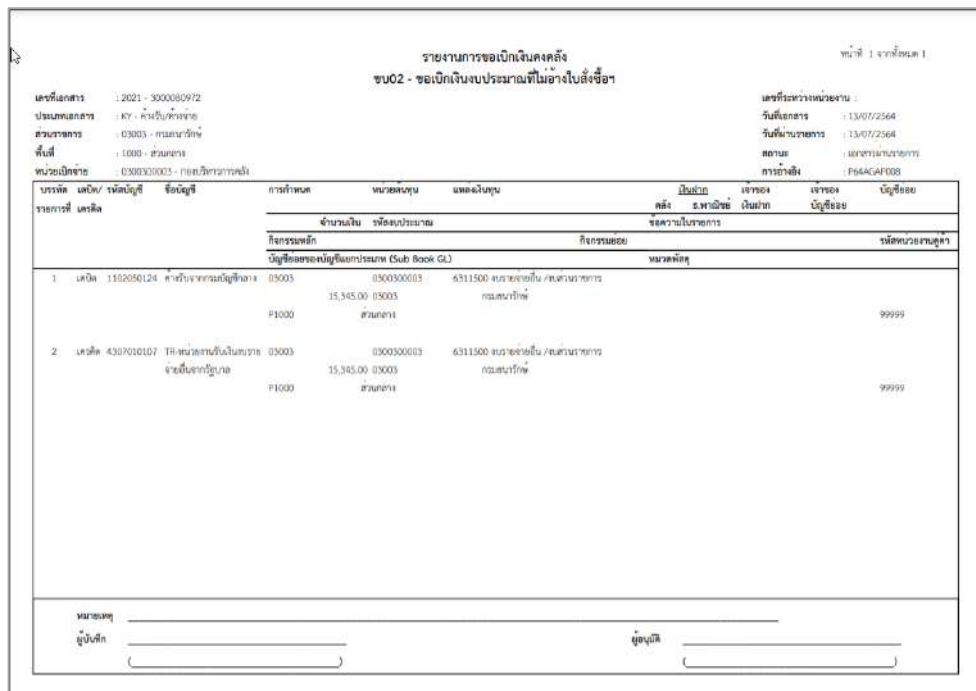 หน้าที่ 1 จากทั้งหมด 1
รายงานการขอเบิกเงินคงคลัง
ขบ02 - ขอเบิกเงินงบประมาณที่ไม่อ้างใบสั่งซื้อฯ
เลขที่เอกสาร : 2021 - 3000080972 เลขที่ระหว่างหน่วยงาน :
ประเภทเอกสาร : KY - ค้างรับ/ค้างจ่าย วันที่เอกสาร : 13/07/2564
ส่วนราชการ : 03003 - กรมธนารักษ์ วันที่ผ่านรายการ : 13/07/2564
พื้นที่ : 1000 - ส่วนกลาง สถานะ : เอกสารผ่านรายการ
หน่วยเบิกจ่าย : 0300300003 - กองบริหารการคลัง การอ้างอิง : P64AGAP008
บรรทัด เดบิต/ รหัสบัญชี ชื่อบัญชี การกำหนด หน่วยต้นทุน แหล่งเงินทุน เงินฝาก เจ้าของ เจ้าของ บัญชีย่อย
รายการที่ เครดิต คลัง ธ.พาณิชย์ เงินฝาก บัญชีย่อย
จำนวนเงิน รหัสงบประมาณ ข้อความในรายการ
กิจกรรมหลัก กิจกรรมย่อย รหัสหน่วยงานคู่ค้า
บัญชีย่อยของบัญชีแยกประเภท (Sub Book GL) หมวดพัสดุ
1 เดบิต 1102050124 ค้างรับจากกรมบัญชีกลาง 03003 0300300003 6311500 งบรายจ่ายอื่น /งบส่วนราชการ
15,345.00 03003 กรมธนารักษ์
P1000 ส่วนกลาง 99999
2 เครดิต 4307010107 TR-หน่วยงานรับเงินงบราย 03003 0300300003 6311500 งบรายจ่ายอื่น /งบส่วนราชการ
จ่ายอื่นจากรัฐบาล 15,345.00 03003 กรมธนารักษ์
P1000 ส่วนกลาง 99999
หมายเหตุ
ผู้บันทึก ผู้อนุมัติ
( ) ( )